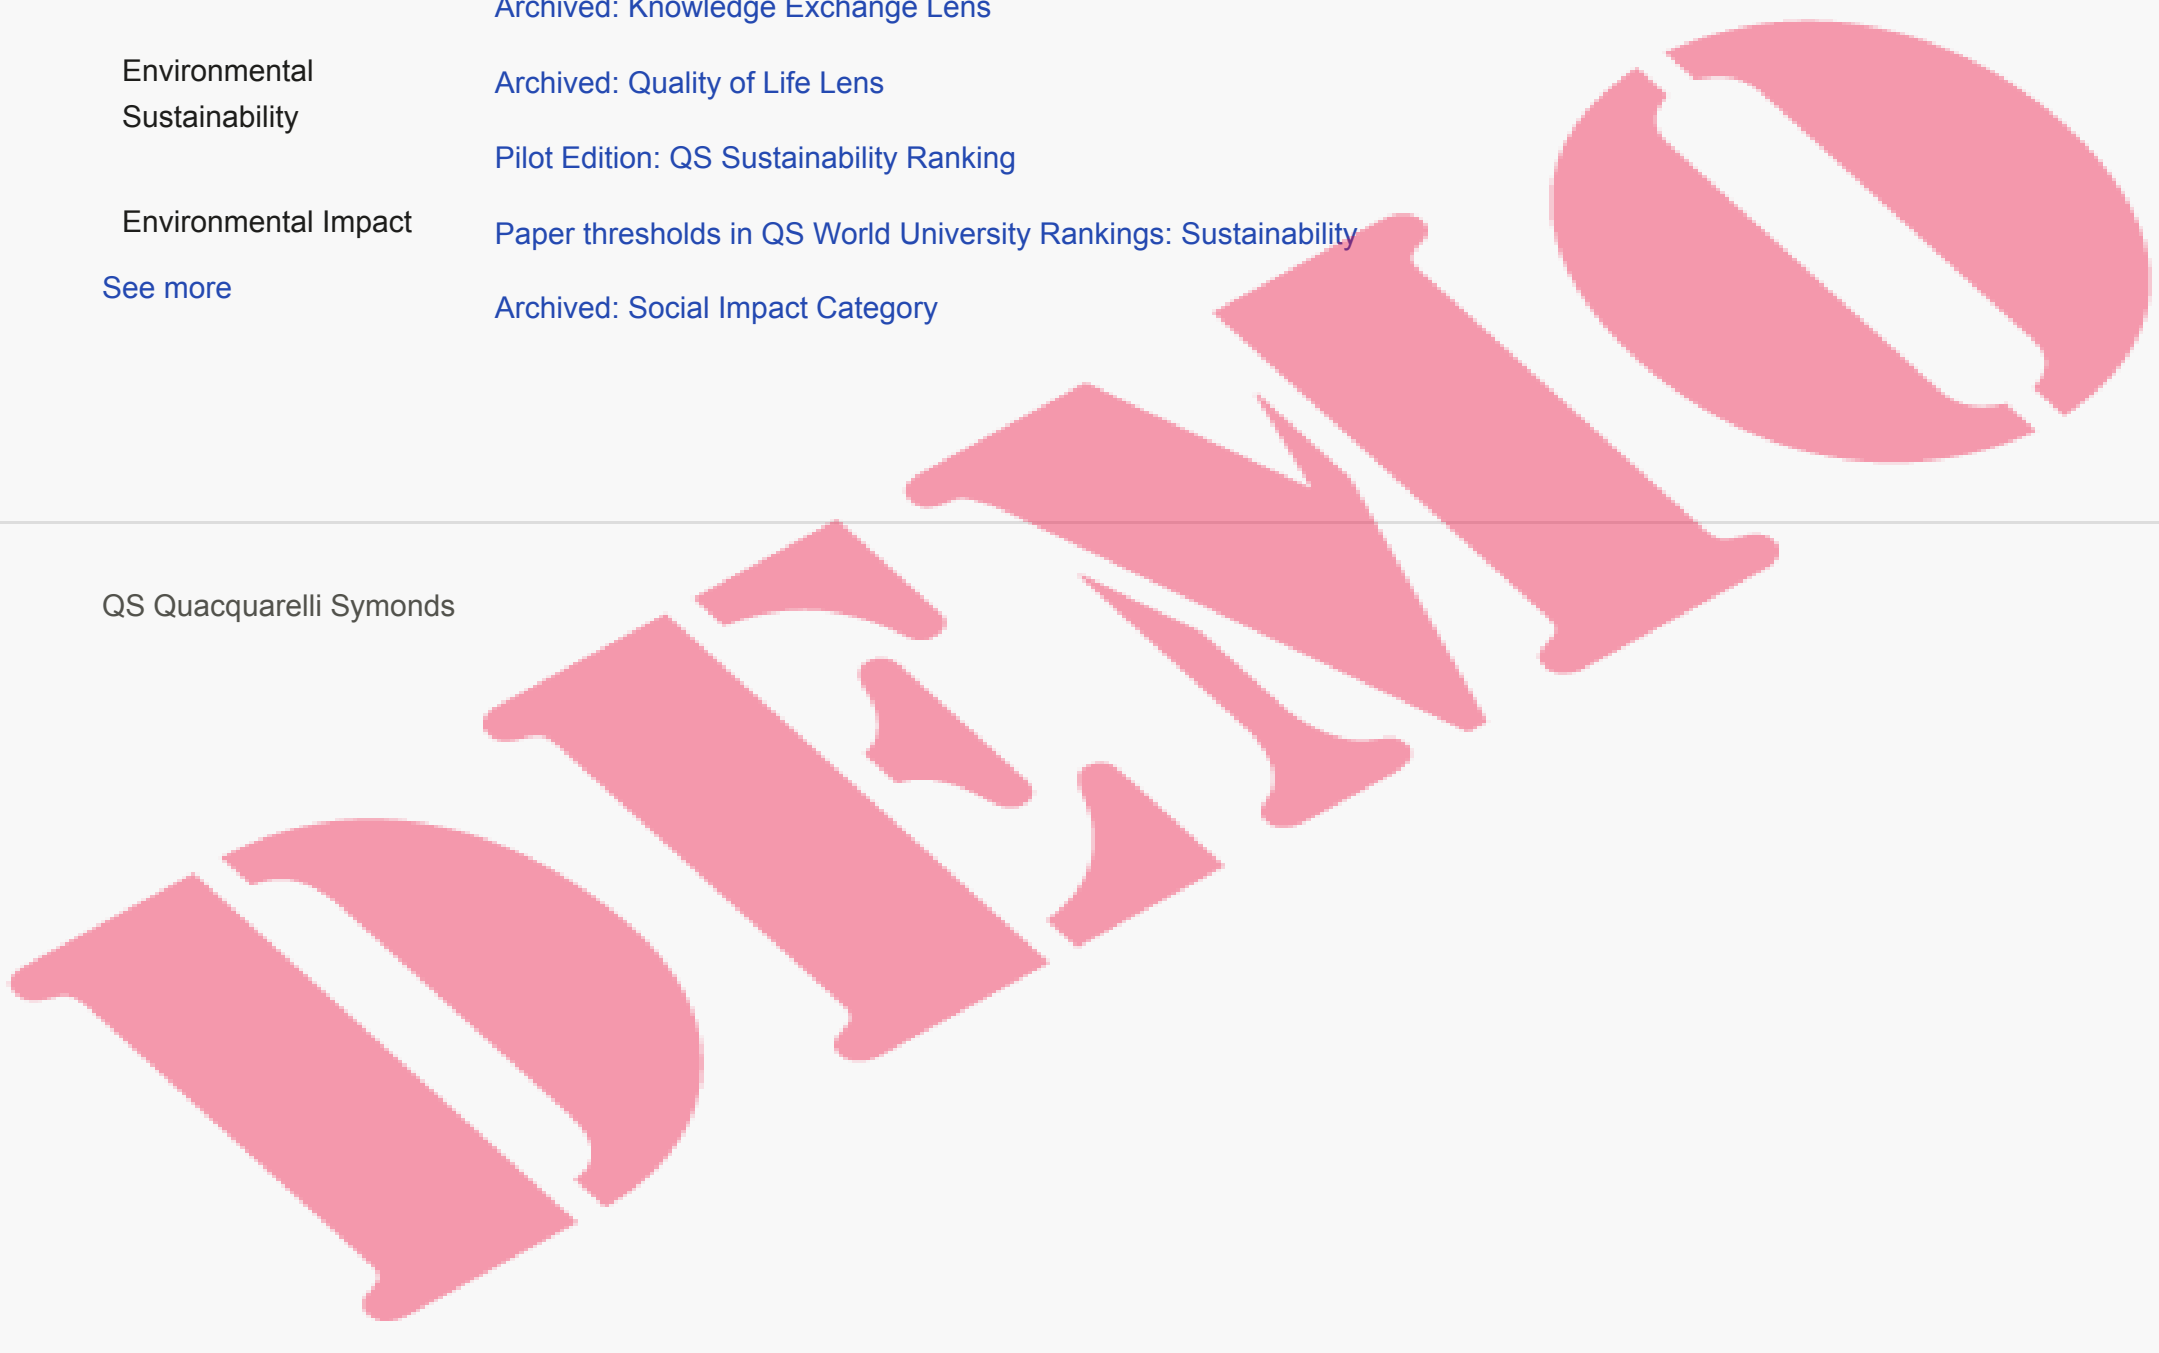 Archived: Knowledge Exchange Lens
Environmental
Sustainability
Environmental Impact
See more
Archived: Quality of Life Lens
Pilot Edition: QS Sustainability Ranking
Paper thresholds in QS World University Rankings: Sustainability
Archived: Social Impact Category
QS Quacquarelli Symonds
DEMO